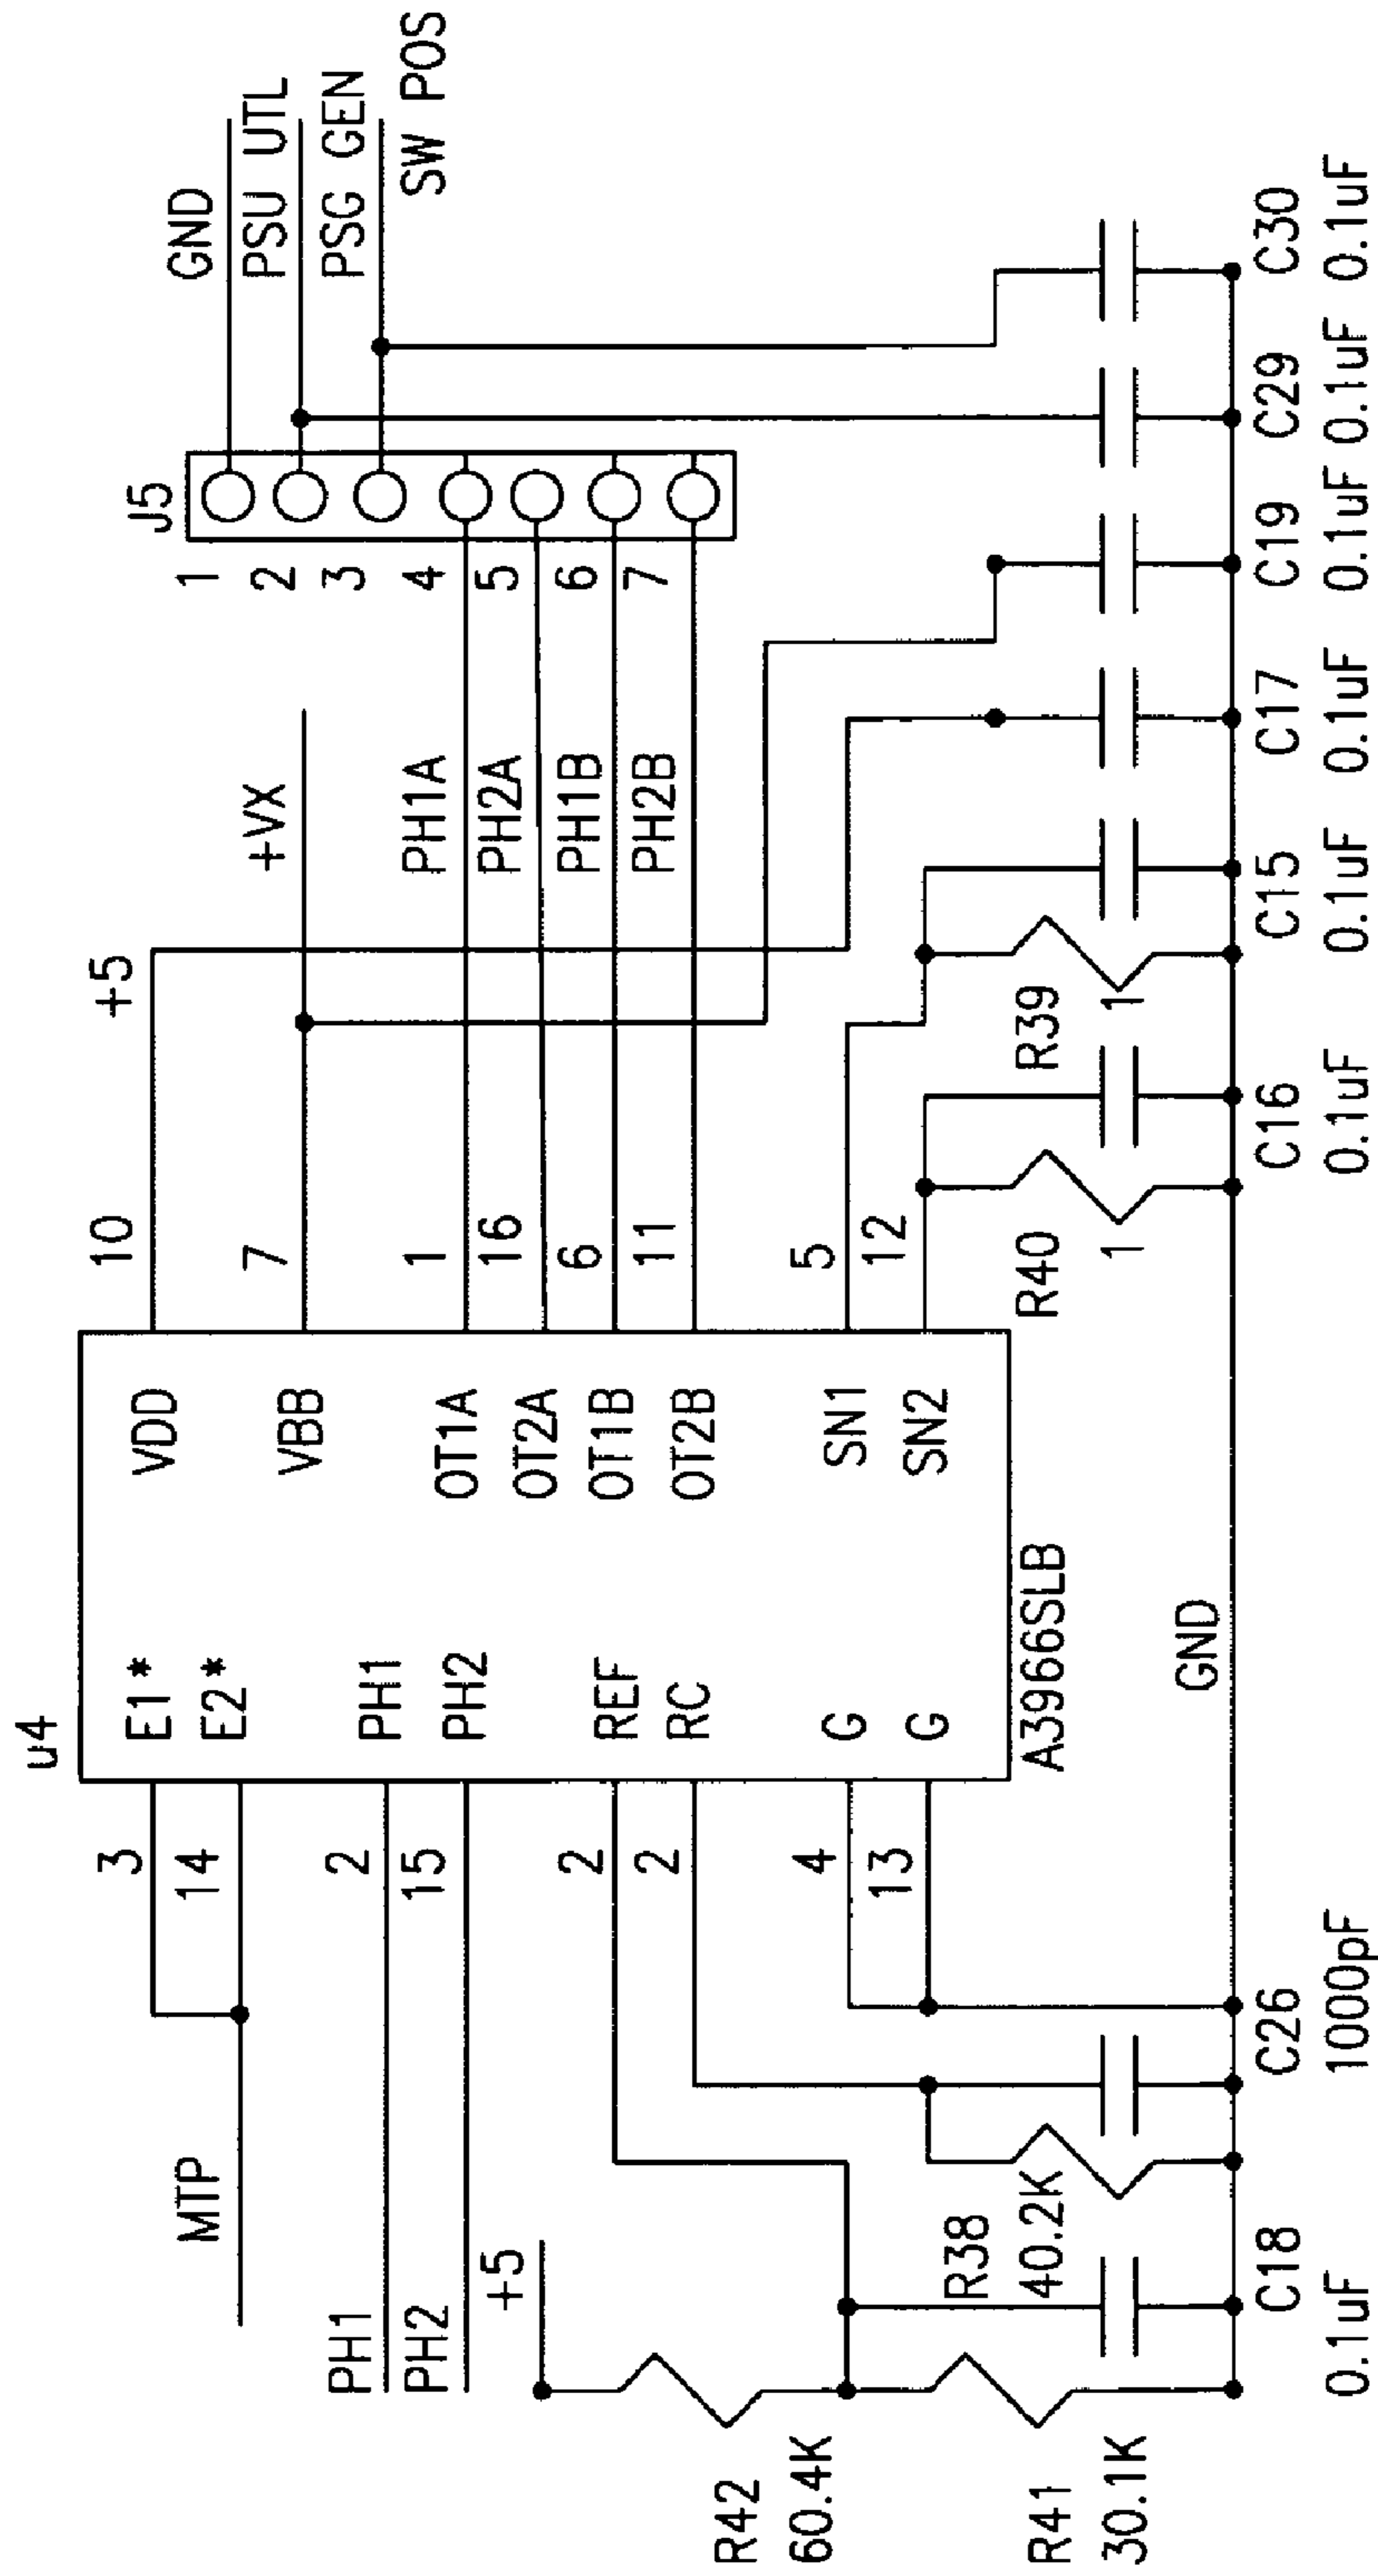 u4
E1*
E2*
PH1
PH2
REF
RC
G
G
VDD
VBB
OT1A
OT2A
OT1B
OT2B
SN1
SN2
A3966SLB
3
14
2
15
2
2
4
13
MTP
PH1
PH2
+5
R42
60.4K
R41
30.1K
R38
40.2K
C18
0.1uF
C26
1000pF
GND
10
7
1
16
6
11
5
12
+5
+VX
PH1A
PH2A
PH1B
PH2B
J5
1
2
3
4
5
6
7
GND
PSU UTL
PSG GEN
SW POS
R40
1
R39
1
C16
0.1uF
C15
0.1uF
C17
0.1uF
C19
0.1uF
C29
0.1uF
C30
0.1uF